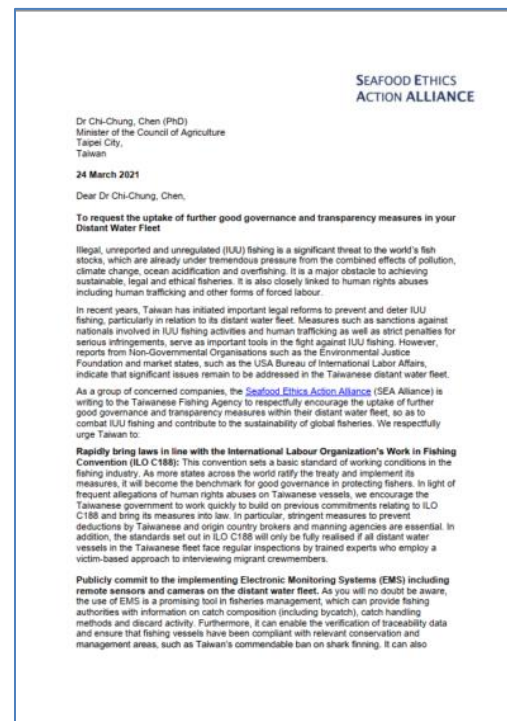 SEAFOOD ETHICS
ACTION ALLIANCE
Dr Chi-Chung, Chen (PhD)
Minister of the Council of Agriculture
Taipei City,
Taiwan
24 March 2021
Dear Dr Chi-Chung, Chen,
To request the uptake of further good governance and transparency measures in your
Distant Water Fleet
Illegal, unreported and unregulated (IUU) fishing is a significant threat to the world's fish
stocks, which are already under tremendous pressure from the combined effects of pollution,
climate change, ocean acidification and overfishing. It is a major obstacle to achieving
sustainable, legal and ethical fisheries. It is also closely linked to human rights abuses
including human trafficking and other forms of forced labour.
In recent years, Taiwan has initiated important legal reforms to prevent and deter IUU
fishing, particularly in relation to its distant water fleet. Measures such as sanctions against
nationals involved in IUU fishing activities and human trafficking as well as strict penalties for
serious infringements, serve as important tools in the fight against IUU fishing. However,
reports from Non-Governmental Organisations such as the Environmental Justice
Foundation and market states, such as the USA Bureau of International Labor Affairs,
indicate that significant issues remain to be addressed in the Taiwanese distant water fleet.
As a group of concerned companies, the Seafood Ethics Action Alliance (SEA Alliance) is
writing to the Taiwanese Fishing Agency to respectfully encourage the uptake of further
good governance and transparency measures within their distant water fleet, so as to
combat IUU fishing and contribute to the sustainability of global fisheries. We respectfully
urge Taiwan to:
Rapidly bring laws in line with the International Labour Organization's Work in Fishing
Convention (ILO C188): This convention sets a basic standard of working conditions in the
fishing industry. As more states across the world ratify the treaty and implement its
measures, it will become the benchmark for good governance in protecting fishers. In light of
frequent allegations of human rights abuses on Taiwanese vessels, we encourage the
Taiwanese government to work quickly to build on previous commitments relating to ILO
C188 and bring its measures into law. In particular, stringent measures to prevent
deductions by Taiwanese and origin country brokers and manning agencies are essential. In
addition, the standards set out in ILO C188 will only be fully realised if all distant water
vessels in the Taiwanese fleet face regular inspections by trained experts who employ a
victim-based approach to interviewing migrant crewmembers.
Publicly commit to the implementing Electronic Monitoring Systems (EMS) including
remote sensors and cameras on the distant water fleet. As you will no doubt be aware,
the use of EMS is a promising tool in fisheries management, which can provide fishing
authorities with information on catch composition (including bycatch), catch handling
methods and discard activity. Furthermore, it can enable the verification of traceability data
and ensure that fishing vessels have been compliant with relevant conservation and
management areas, such as Taiwan's commendable ban on shark finning. It can also